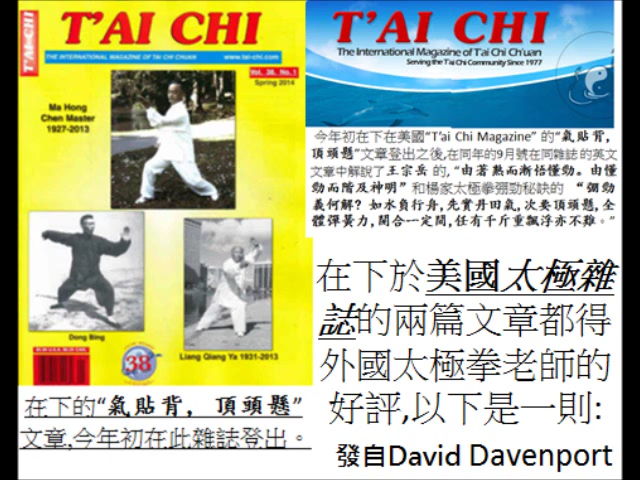 T'AI CHI
T'AI CHI
THE INTERNATIONAL MAGAZINE OF TAI CHI CHUAN
www.tai-chi.com
Vol. 38, No.1
Spring 2014
Ma Hong
Chen Master
1927-2013
Dong Bing
Liang Qiang Ya 1931-2013
38
在下的“氣貼背, 頂頭懸”
文章,今年初在此雜誌登出。
T'AI CHI
The International Magazine of T'ai Chi Ch'uan
Serving the T'ai Chi Community Since 1977
今年初在下在美國“T'ai Chi Magazine” 的“氣貼背,
頂頭懸”文章登出之後,在同年的9月號在同雜誌的英文
文章中解說了王宗岳 的, “由著熟而漸悟懂勁。由懂
勁而階及神明” 和楊家太極拳弸勁秘訣的 “弸勁
義何解? 如水負行舟,先實丹田氣,次要頂頭懸,全
體彈簧力,開合一定間,任有千斤重飄浮亦不難。”
在下於美國太極雜
誌的兩篇文章都得
外國太極拳老師的
好評,以下是一則:
發自David Davenport